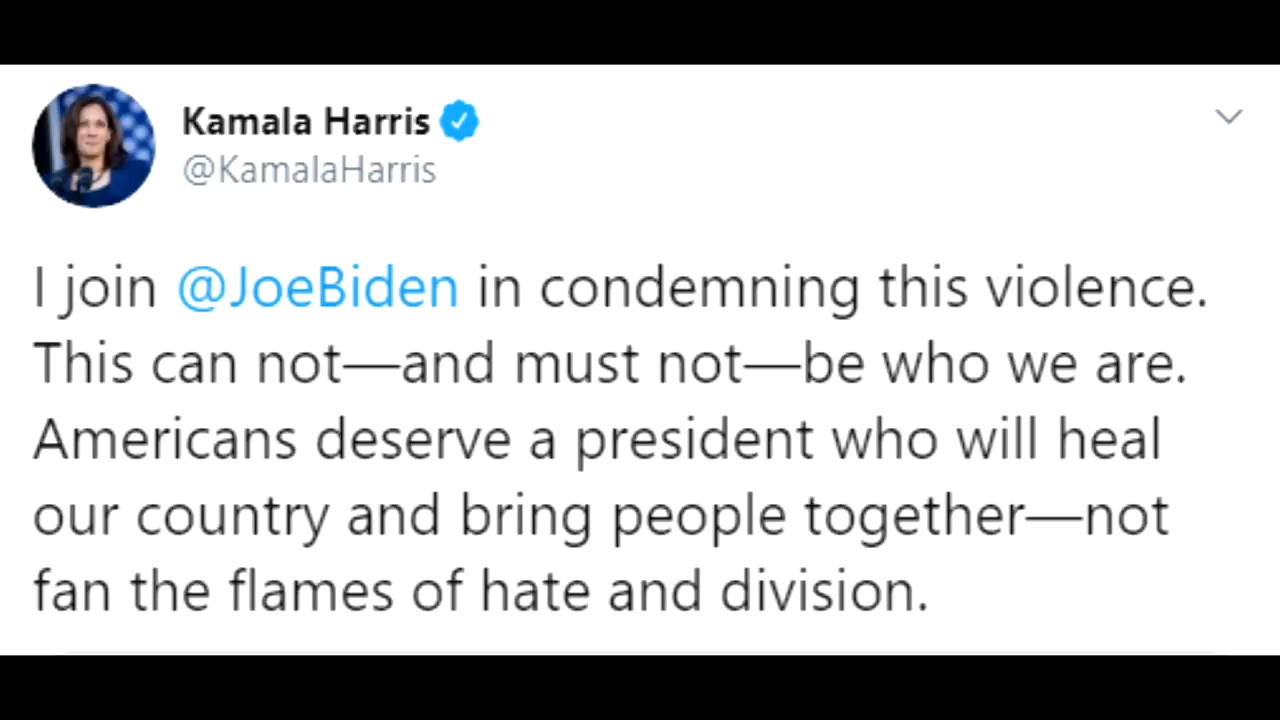 Kamala Harris
@KamalaHarris
I join @JoeBiden in condemning this violence.
This can not—and must not—be who we are.
Americans deserve a president who will heal
our country and bring people together—not
fan the flames of hate and division.